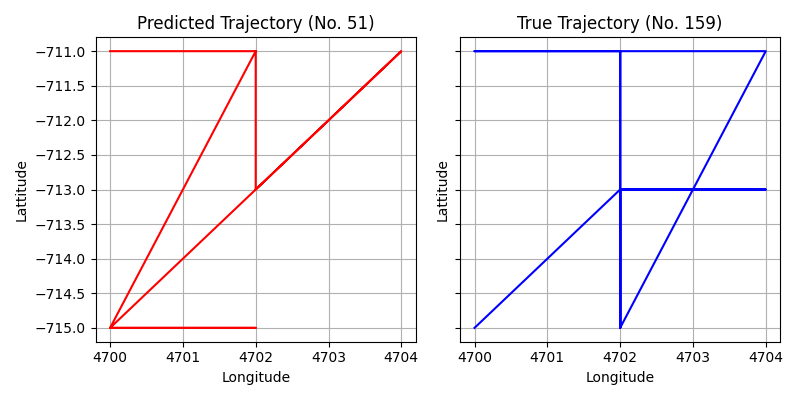 Predicted Trajectory (No. 51)
True Trajectory (No. 159)
Lattitude
−711.0
−711.5
−712.0
−712.5
−713.0
−713.5
−714.0
−714.5
−715.0
4700 4701 4702 4703 4704
Longitude
Lattitude
4700 4701 4702 4703 4704
Longitude